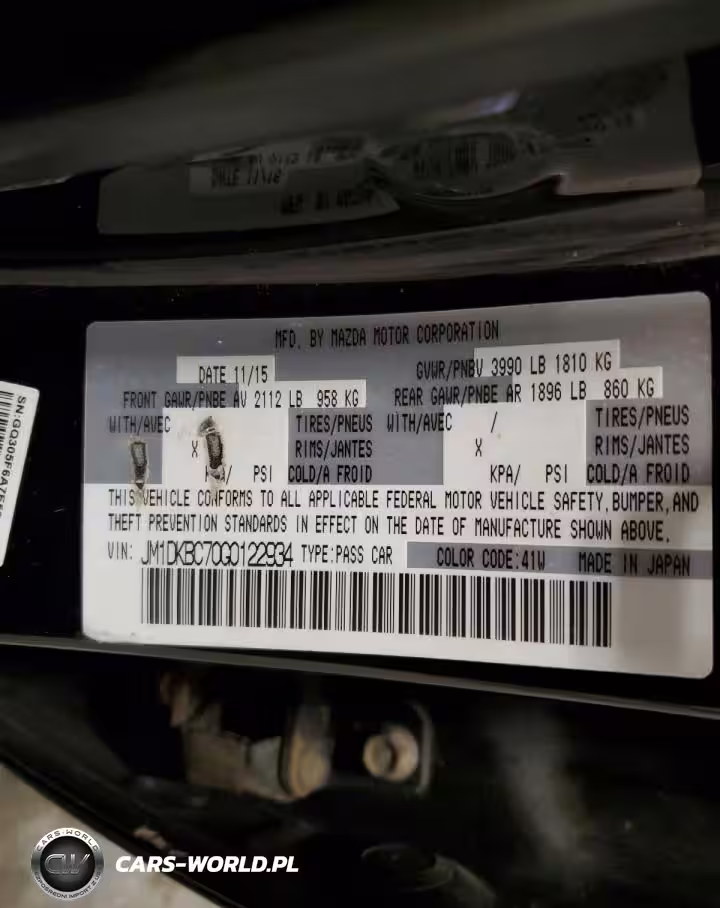 MFD. BY MAZDA MOTOR CORPORATION
DATE 11/15 GVWR/PNBV 3990 LB 1810 KG
FRONT GAWR/PNBE AV 2112 LB 958 KG REAR GAWR/PNBE AR 1896 LB 860 KG
WITH/AVEC TIRES/PNEUS WITH/AVEC / TIRES/PNEUS
X RIMS/JANTES X RIMS/JANTES
KPA/ PSI COLD/A FROID KPA/ PSI COLD/A FROID
THIS VEHICLE CONFORMS TO ALL APPLICABLE FEDERAL MOTOR VEHICLE SAFETY, BUMPER, AND
THEFT PREVENTION STANDARDS IN EFFECT ON THE DATE OF MANUFACTURE SHOWN ABOVE.
VIN: JM1DKBC70G0122934 TYPE:PASS CAR COLOR CODE:41W MADE IN JAPAN
CARS-WORLD
CW
CARS-WORLD.PL